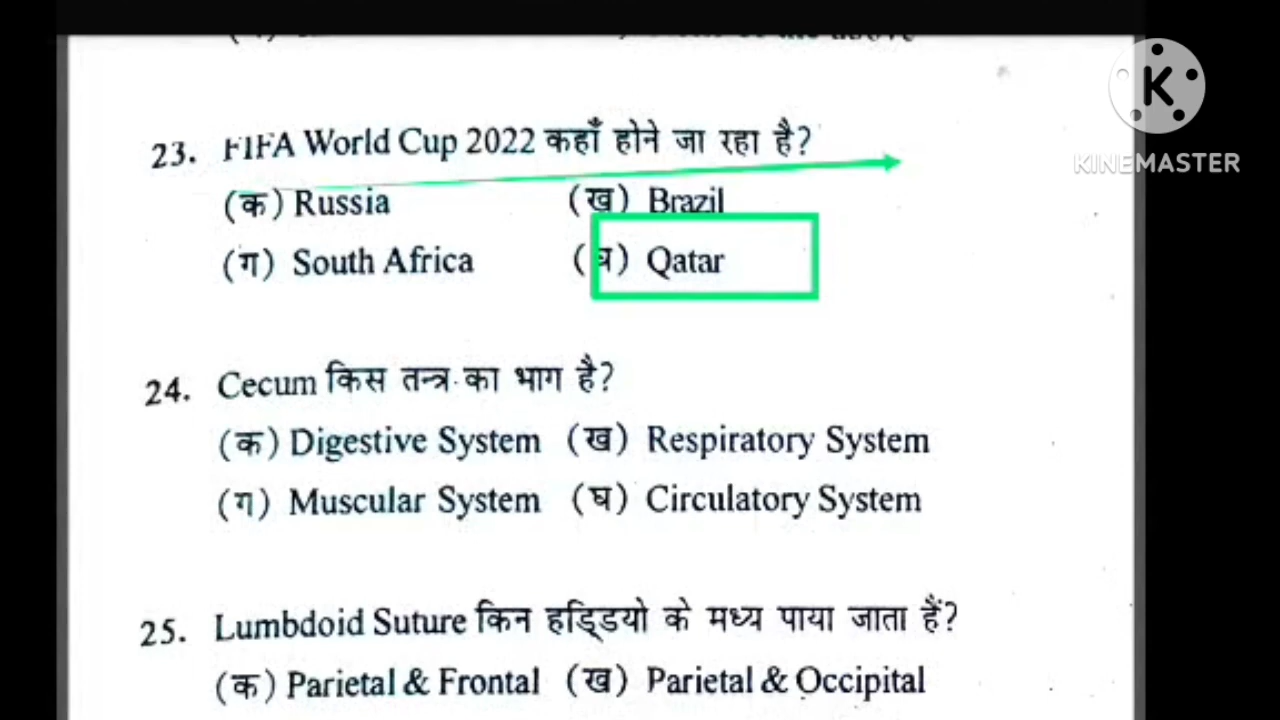 23. FIFA World Cup 2022 कहाँ होने जा रहा है?
(क) Russia (ख) Brazil
(ग) South Africa (घ) Qatar
24. Cecum किस तन्त्र का भाग है?
(क) Digestive System (ख) Respiratory System
(ग) Muscular System (घ) Circulatory System
25. Lumbdoid Suture किन हड्डियो के मध्य पाया जाता हैं?
(क) Parietal & Frontal (ख) Parietal & Occipital
K
KINEMASTER